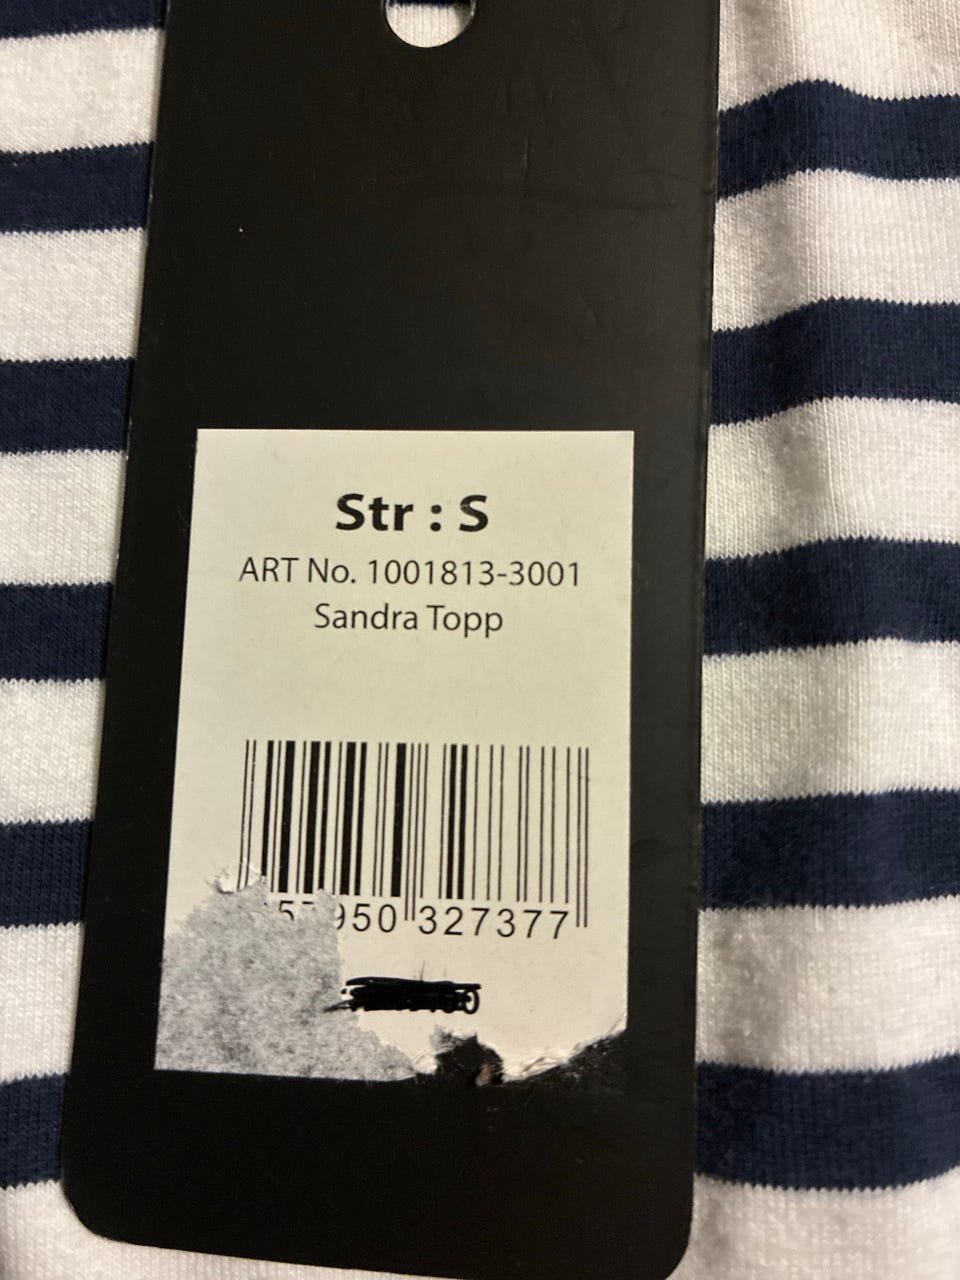 Str : S
ART No. 1001813-3001
Sandra Topp
950 327377